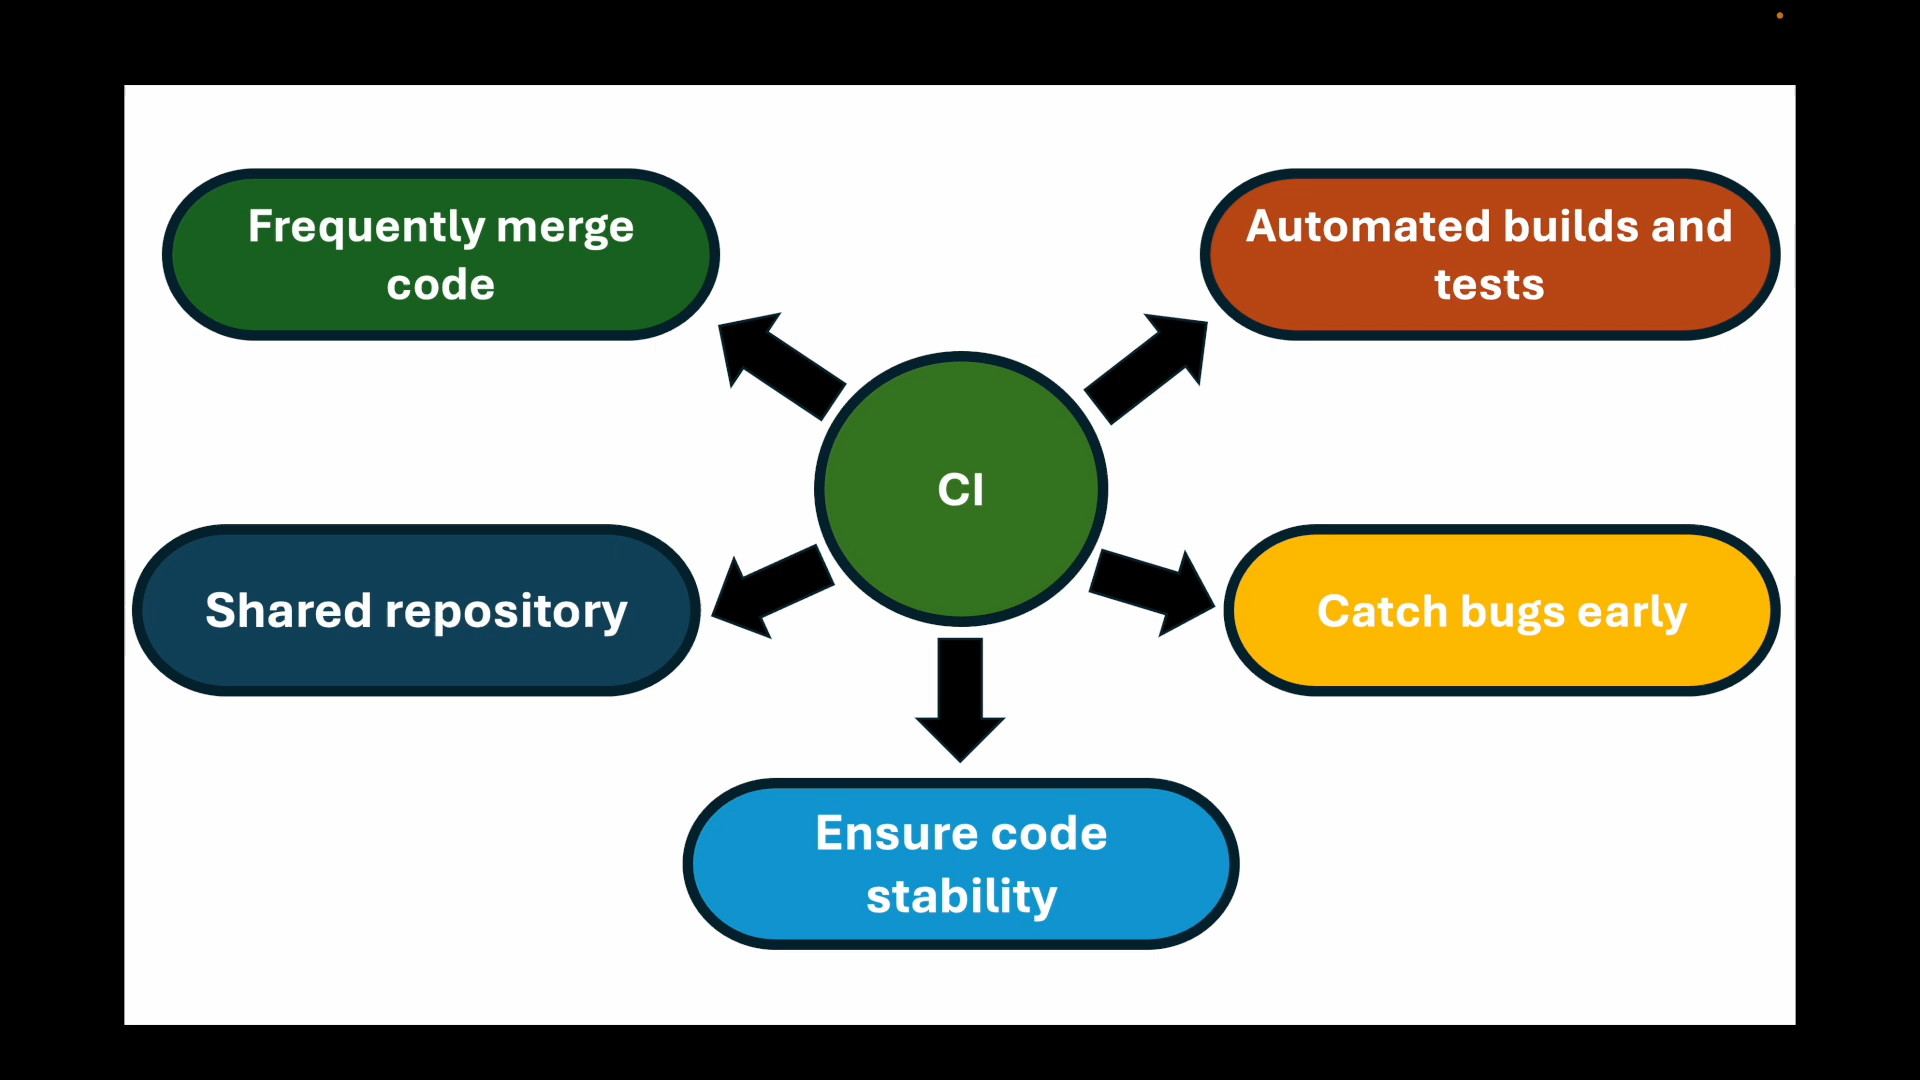 Frequently merge
code
Automated builds and
tests
CI
Shared repository
Catch bugs early
Ensure code
stability